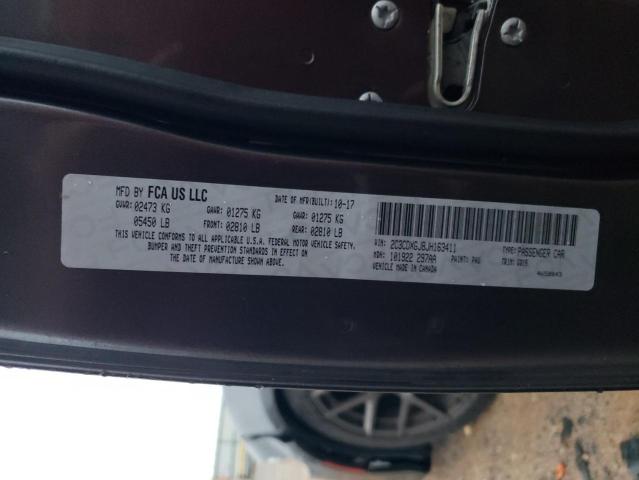 MFD BY FCA US LLC
DATE OF MFR(BUILT): 10-17
GVWR: 02473 KG
GAWR: 01275 KG
GAWR: 01275 KG
05450 LB
FRONT: 02810 LB
REAR: 02810 LB
THIS VEHICLE CONFORMS TO ALL APPLICABLE U.S.A. FEDERAL MOTOR VEHICLE SAFETY,
BUMPER AND THEFT PREVENTION STANDARDS IN EFFECT ON
THE DATE OF MANUFACTURE SHOWN ABOVE.
VIN: 2C3CDXGJ8JH163411
TYPE: PASSENGER CAR
MDH: 101922 297AA
PAINT: PAU
TRIM:
VEHICLE MADE IN CANADA